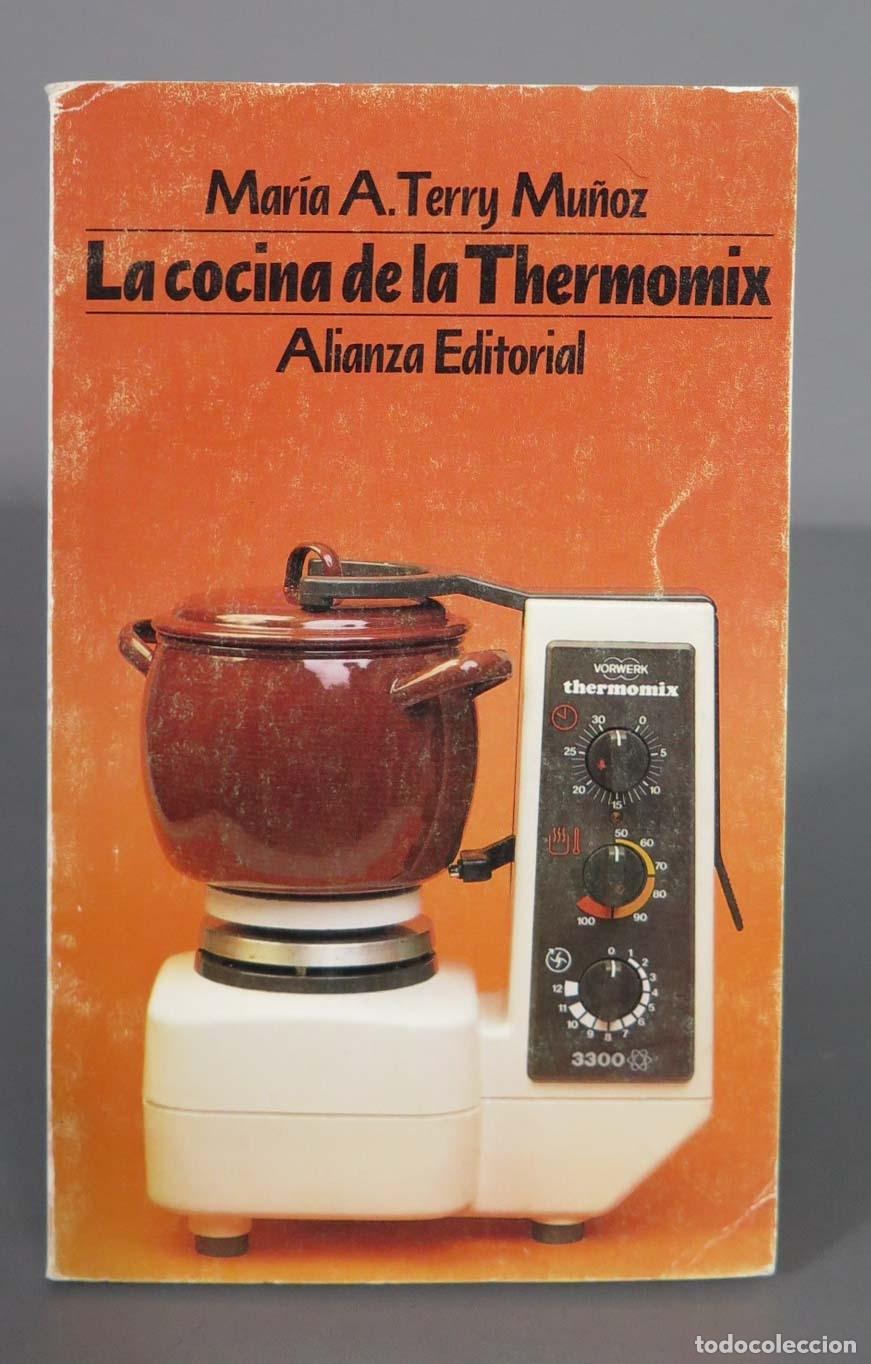 María A. Terry Muñoz
La cocina de la Thermomix
Alianza Editorial
VORWERK
thermomix
30 0
25 5
20 10
15
50
60
70
80
100 90
0 1
2
12 3
11 4
10 5
9 8 7 6
3300
todocoleccion